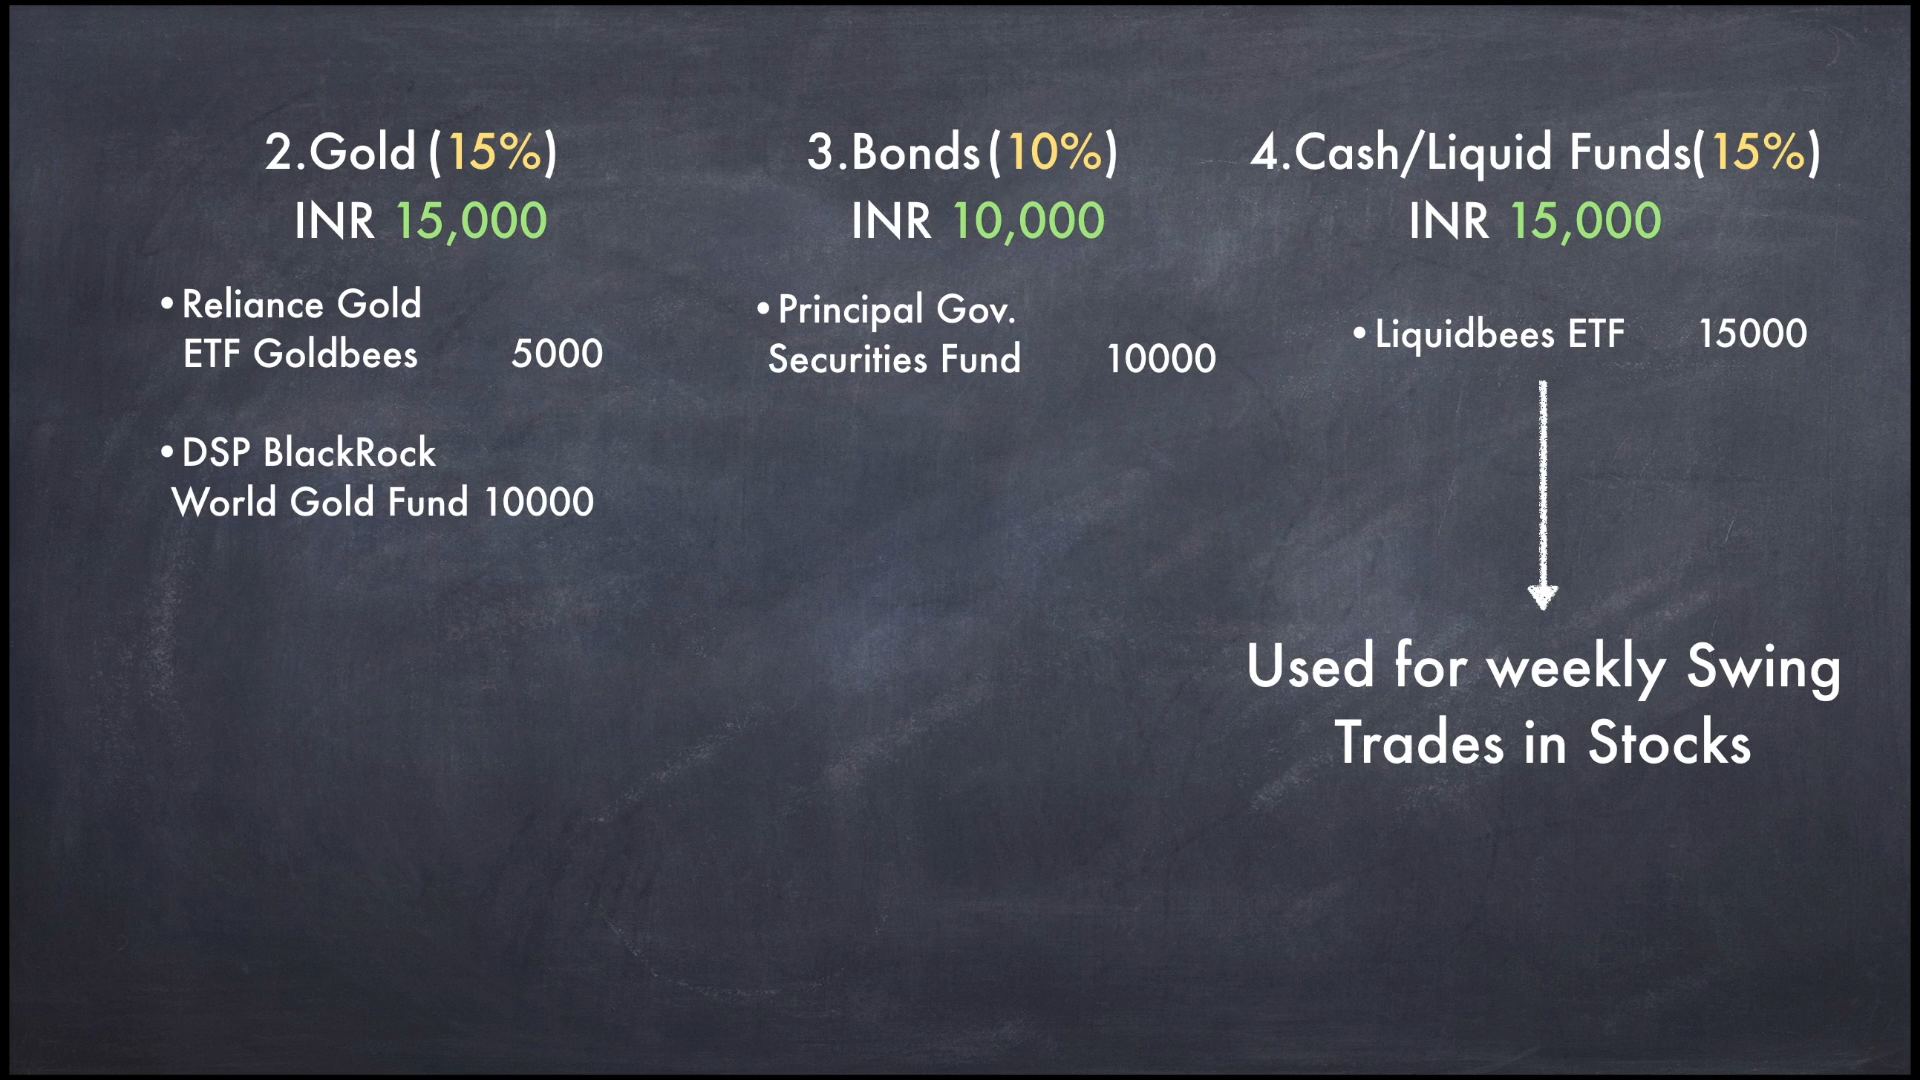 2.Gold (15%)
INR 15,000
•Reliance Gold
ETF Goldbees 5000
•DSP BlackRock
World Gold Fund 10000
3.Bonds (10%)
INR 10,000
•Principal Gov.
Securities Fund 10000
4.Cash/Liquid Funds(15%)
INR 15,000
•Liquidbees ETF 15000
Used for weekly Swing
Trades in Stocks